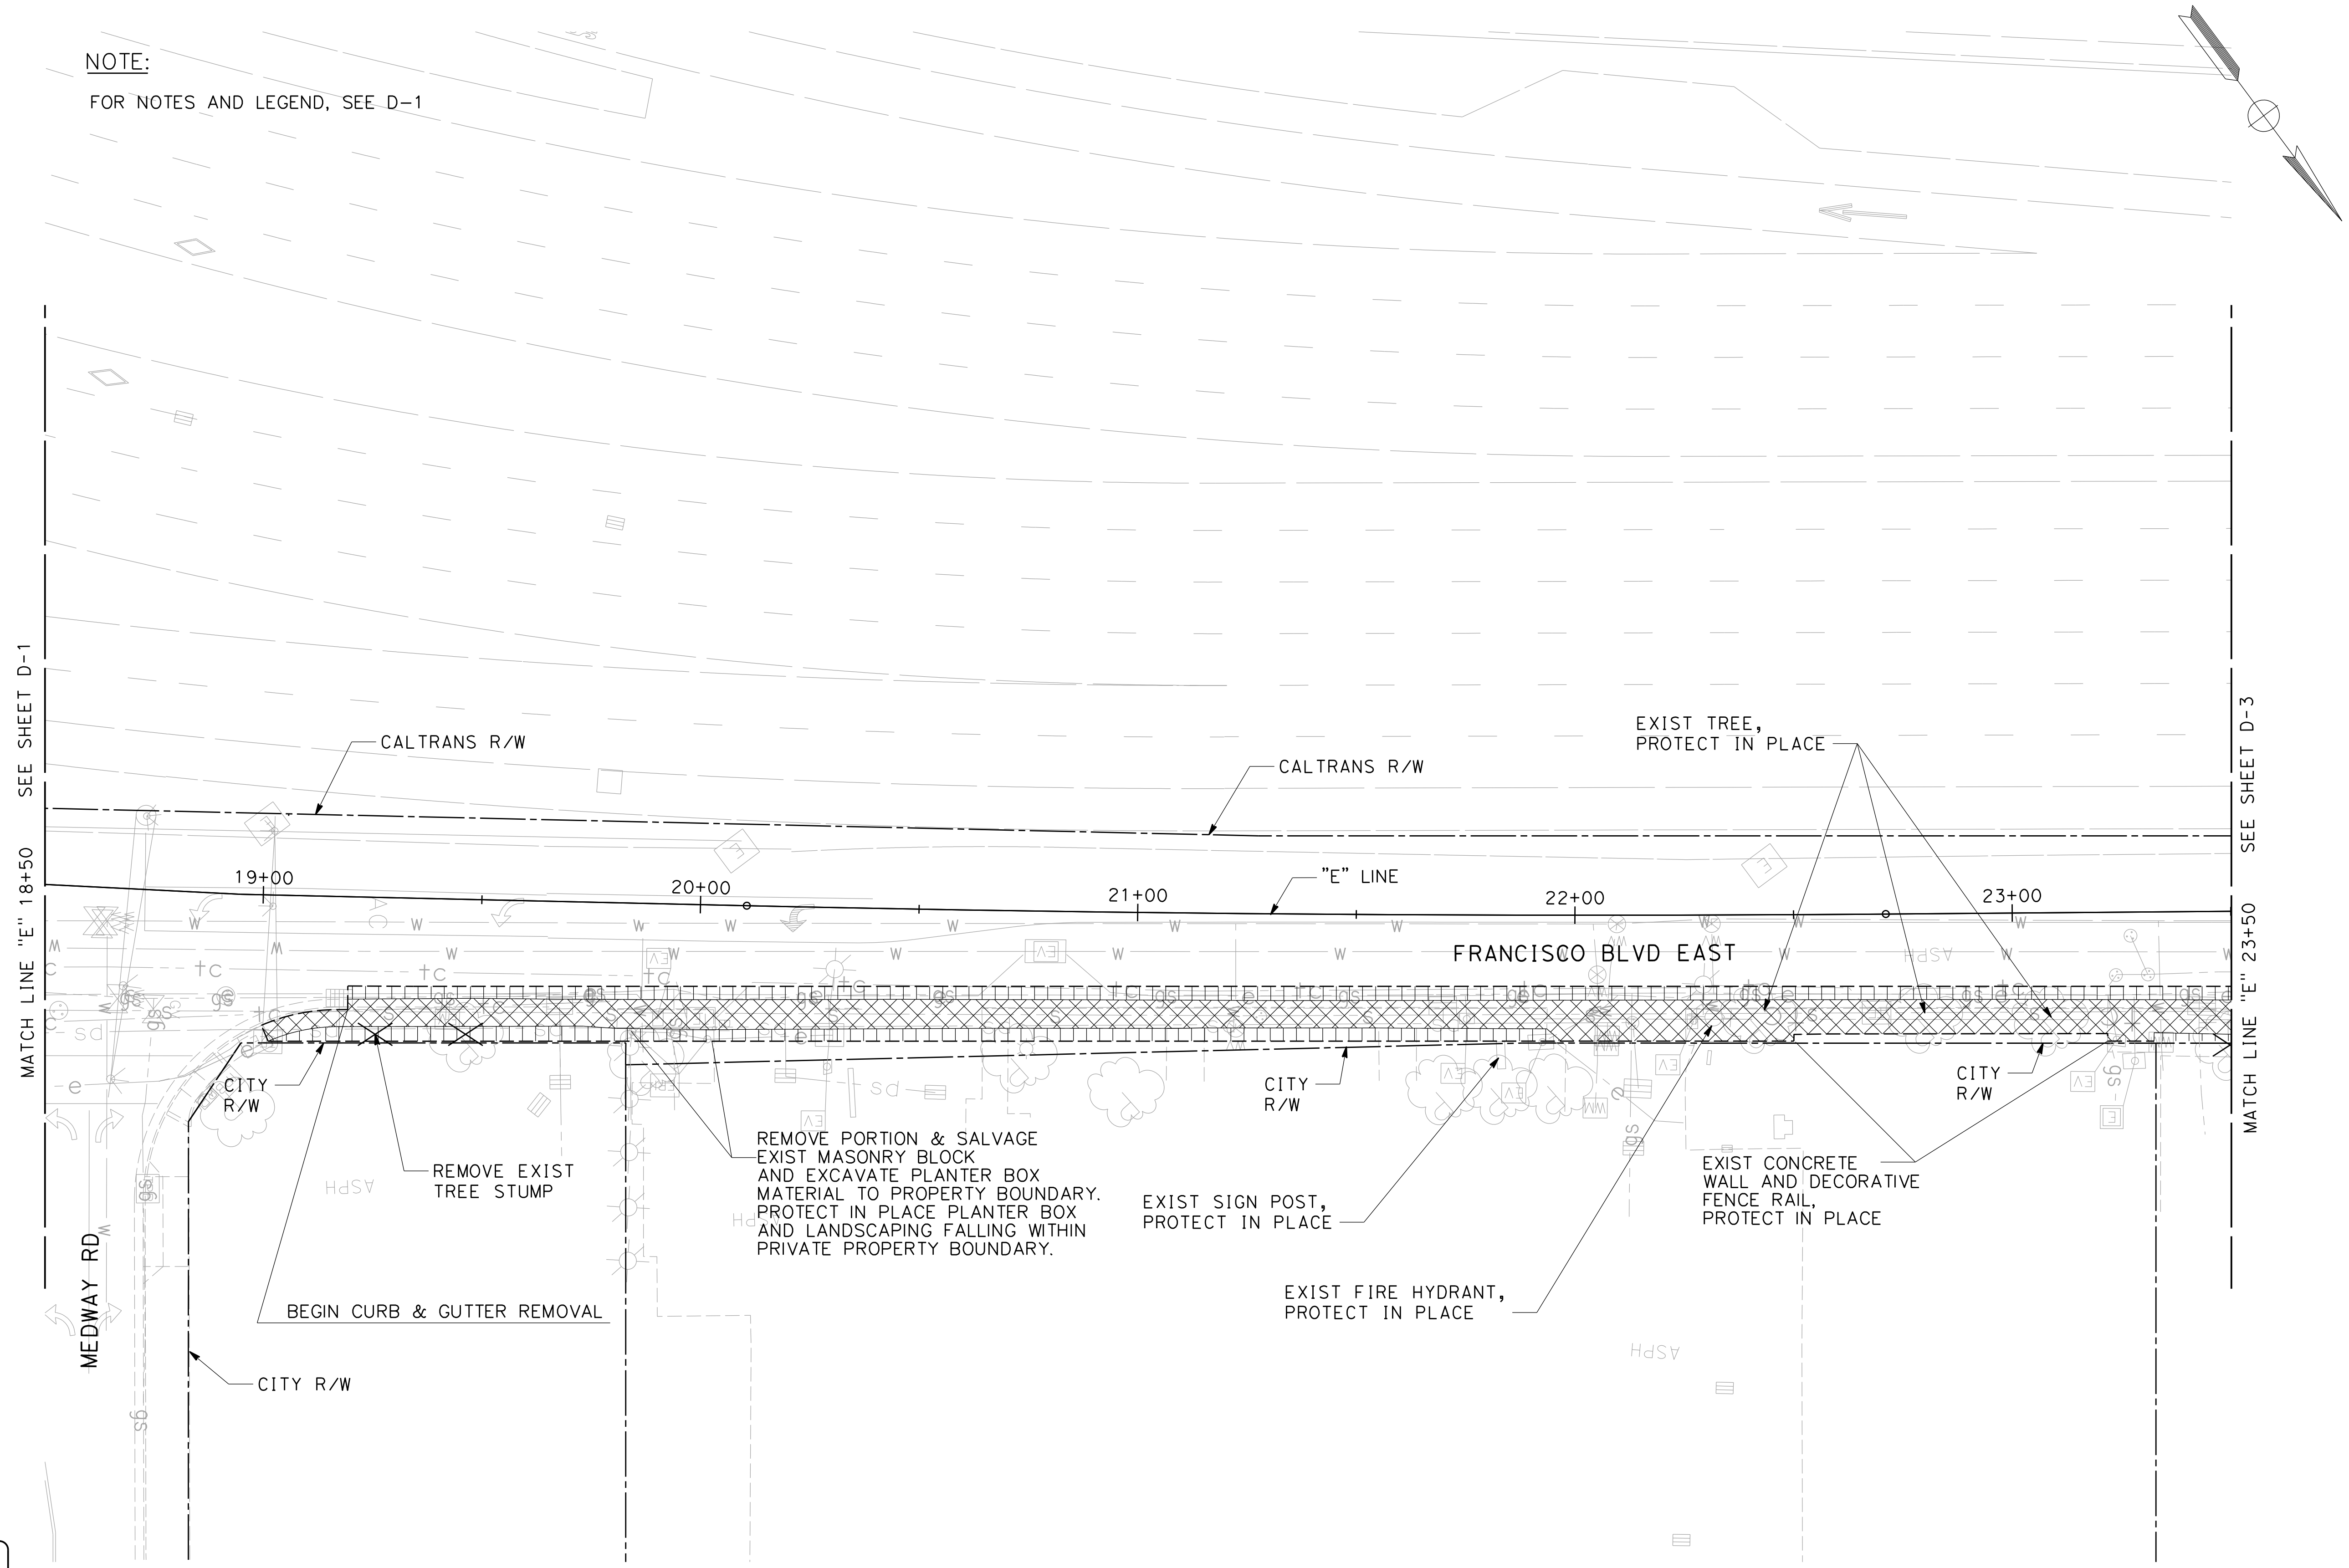 NOTE:
FOR NOTES AND LEGEND, SEE D-1
MATCH LINE "E" 18+50 SEE SHEET D-1
CALTRANS R/W
CALTRANS R/W
EXIST TREE,
PROTECT IN PLACE
19+00
20+00
21+00
"E" LINE
22+00
23+00
FRANCISCO BLVD EAST
MATCH LINE "E" 23+50 SEE SHEET D-3
CITY
R/W
REMOVE EXIST
TREE STUMP
REMOVE PORTION & SALVAGE
EXIST MASONRY BLOCK
AND EXCAVATE PLANTER BOX
MATERIAL TO PROPERTY BOUNDARY.
PROTECT IN PLACE PLANTER BOX
AND LANDSCAPING FALLING WITHIN
PRIVATE PROPERTY BOUNDARY.
CITY
R/W
EXIST SIGN POST,
PROTECT IN PLACE
CITY
R/W
EXIST CONCRETE
WALL AND DECORATIVE
FENCE RAIL,
PROTECT IN PLACE
EXIST FIRE HYDRANT,
PROTECT IN PLACE
BEGIN CURB & GUTTER REMOVAL
MEDWAY RD
CITY R/W
ASPH
ASPH
ASPH
ASPH
AC